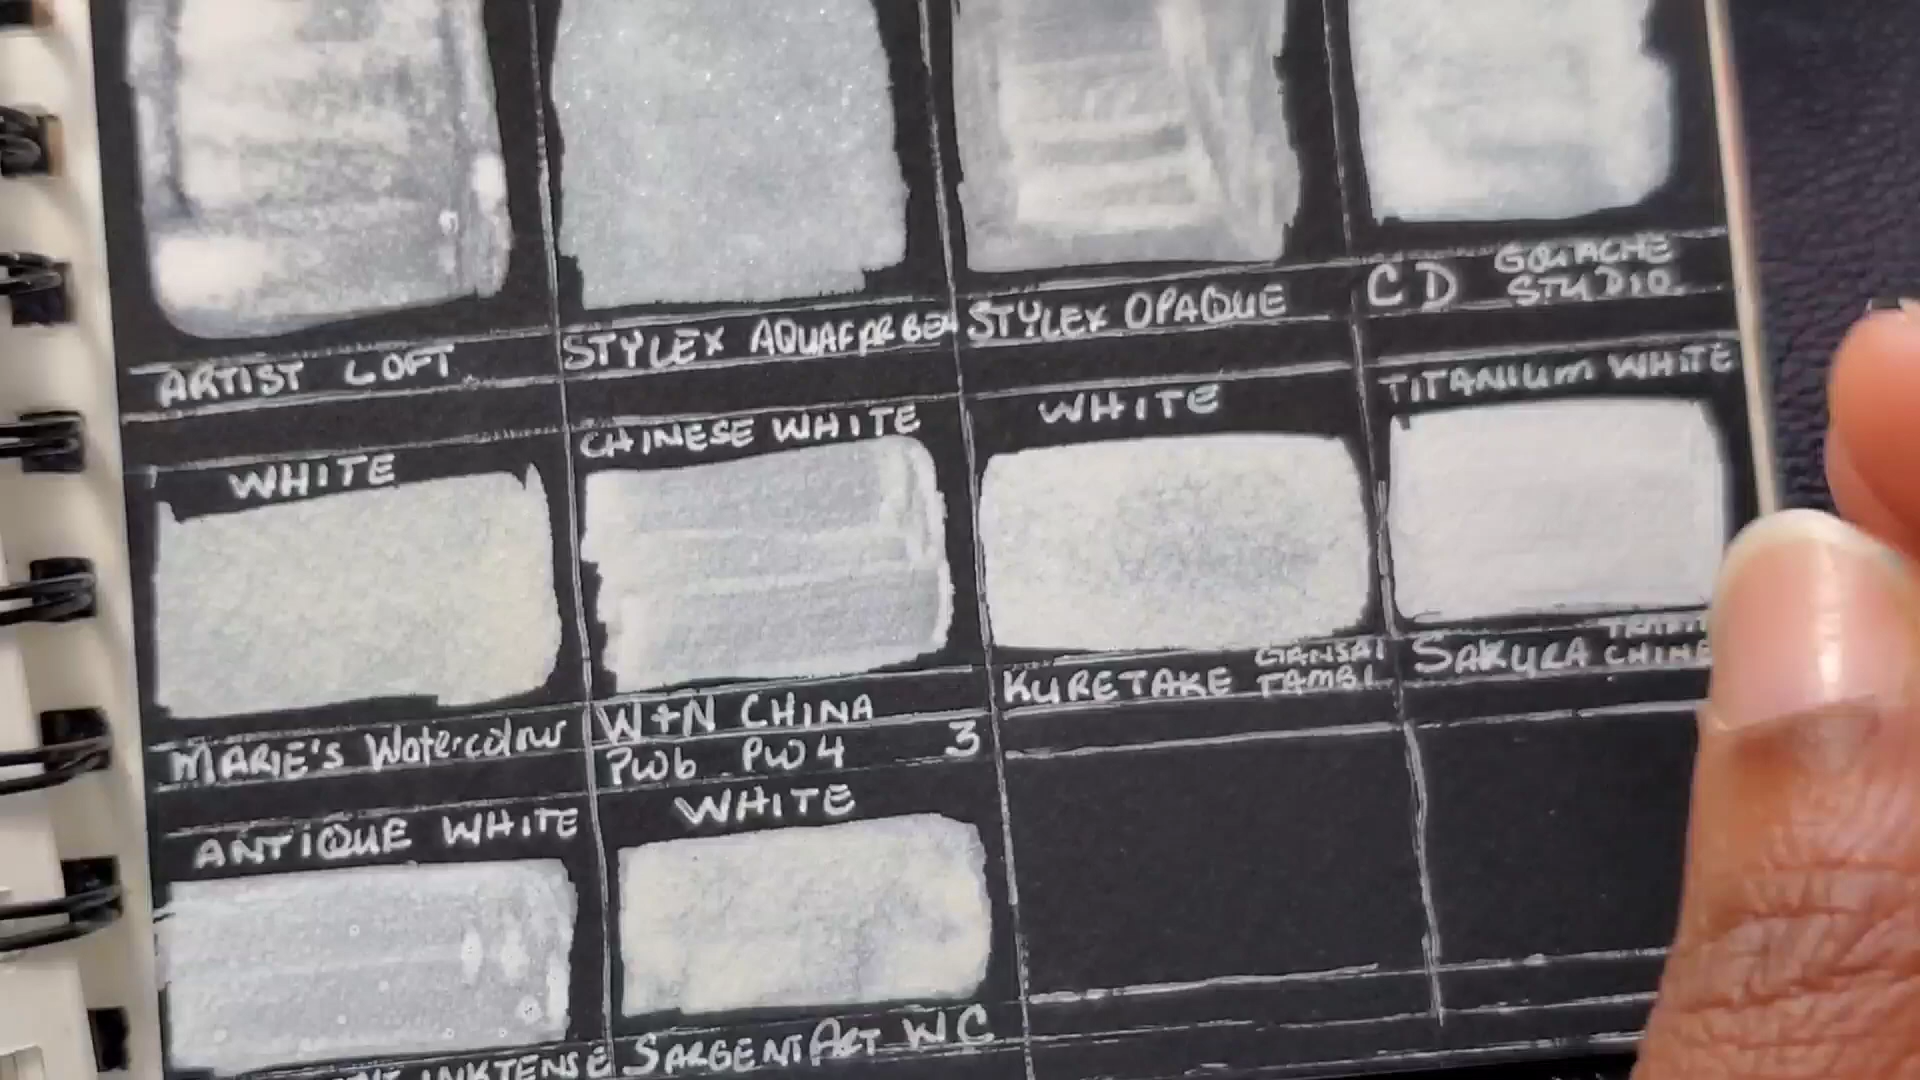 ARTIST LOFT
STYLEX AQUAFARBEN
STYLEX OPAQUE
CD GOUACHE
STUDIO
WHITE
CHINESE WHITE
WHITE
TITANIUM WHITE
MARIE'S Watercolour
W+N CHINA
PW6 PW4 3
KURETAKE GANSAI
TAMBI
SAKURA
ANTIQUE WHITE
WHITE
INKTENSE
SARGENT ART WC